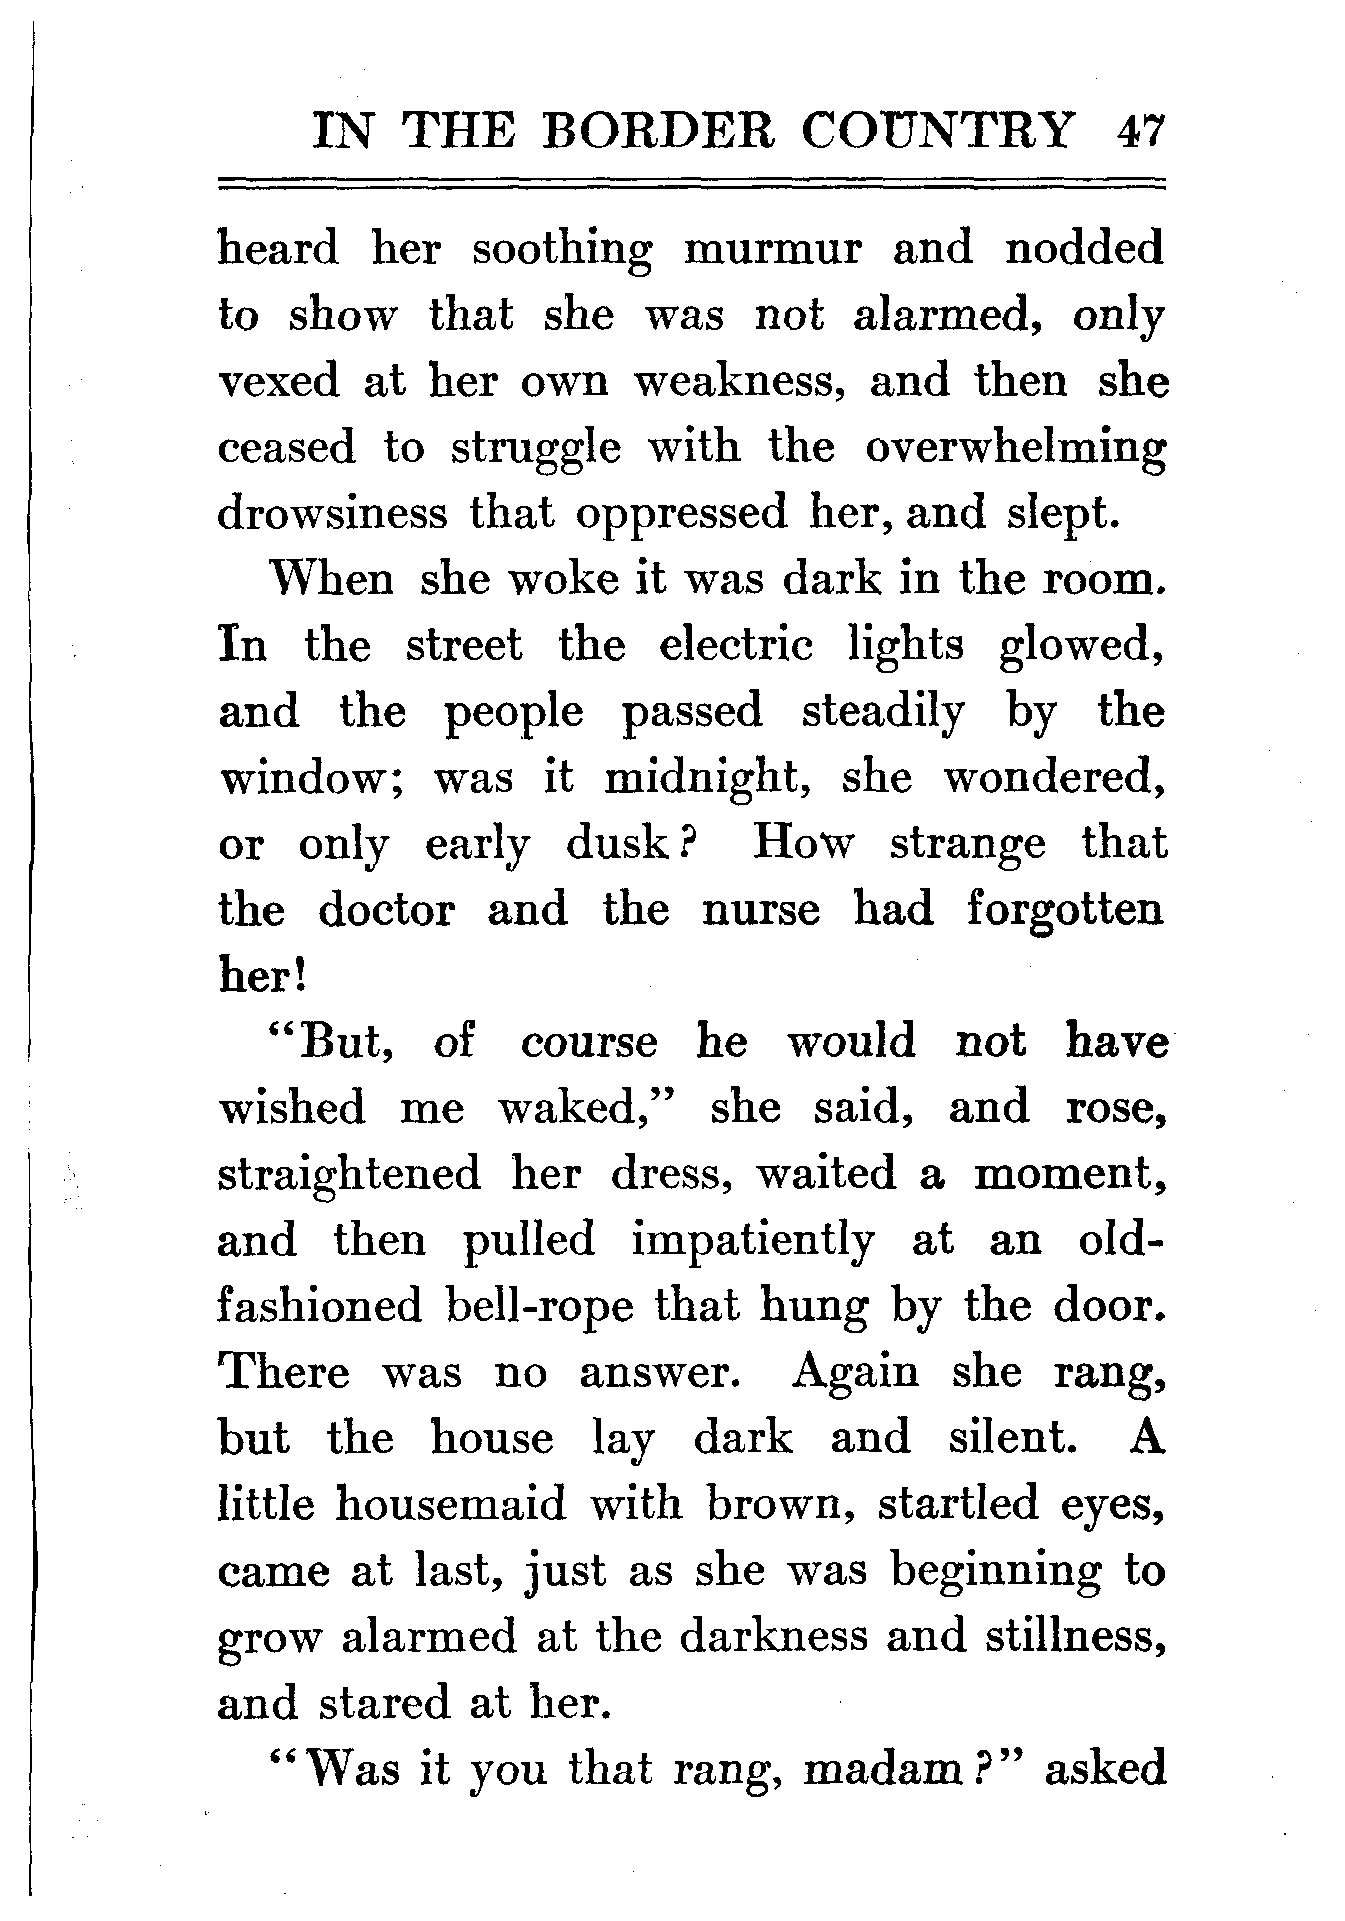 IN THE BORDER COUNTRY 47
heard her soothing murmur and nodded
to show that she was not alarmed, only
vexed at her own weakness, and then she
ceased to struggle with the overwhelming
drowsiness that oppressed her, and slept.
When she woke it was dark in the room.
In the street the electric lights glowed,
and the people passed steadily by the
window; was it midnight, she wondered,
or only early dusk? How strange that
the doctor and the nurse had forgotten
her!
"But, of course he would not have
wished me waked," she said, and rose,
straightened her dress, waited a moment,
and then pulled impatiently at an old-
fashioned bell-rope that hung by the door.
There was no answer. Again she rang,
but the house lay dark and silent. A
little housemaid with brown, startled eyes,
came at last, just as she was beginning to
grow alarmed at the darkness and stillness,
and stared at her.
"Was it you that rang, madam?" asked